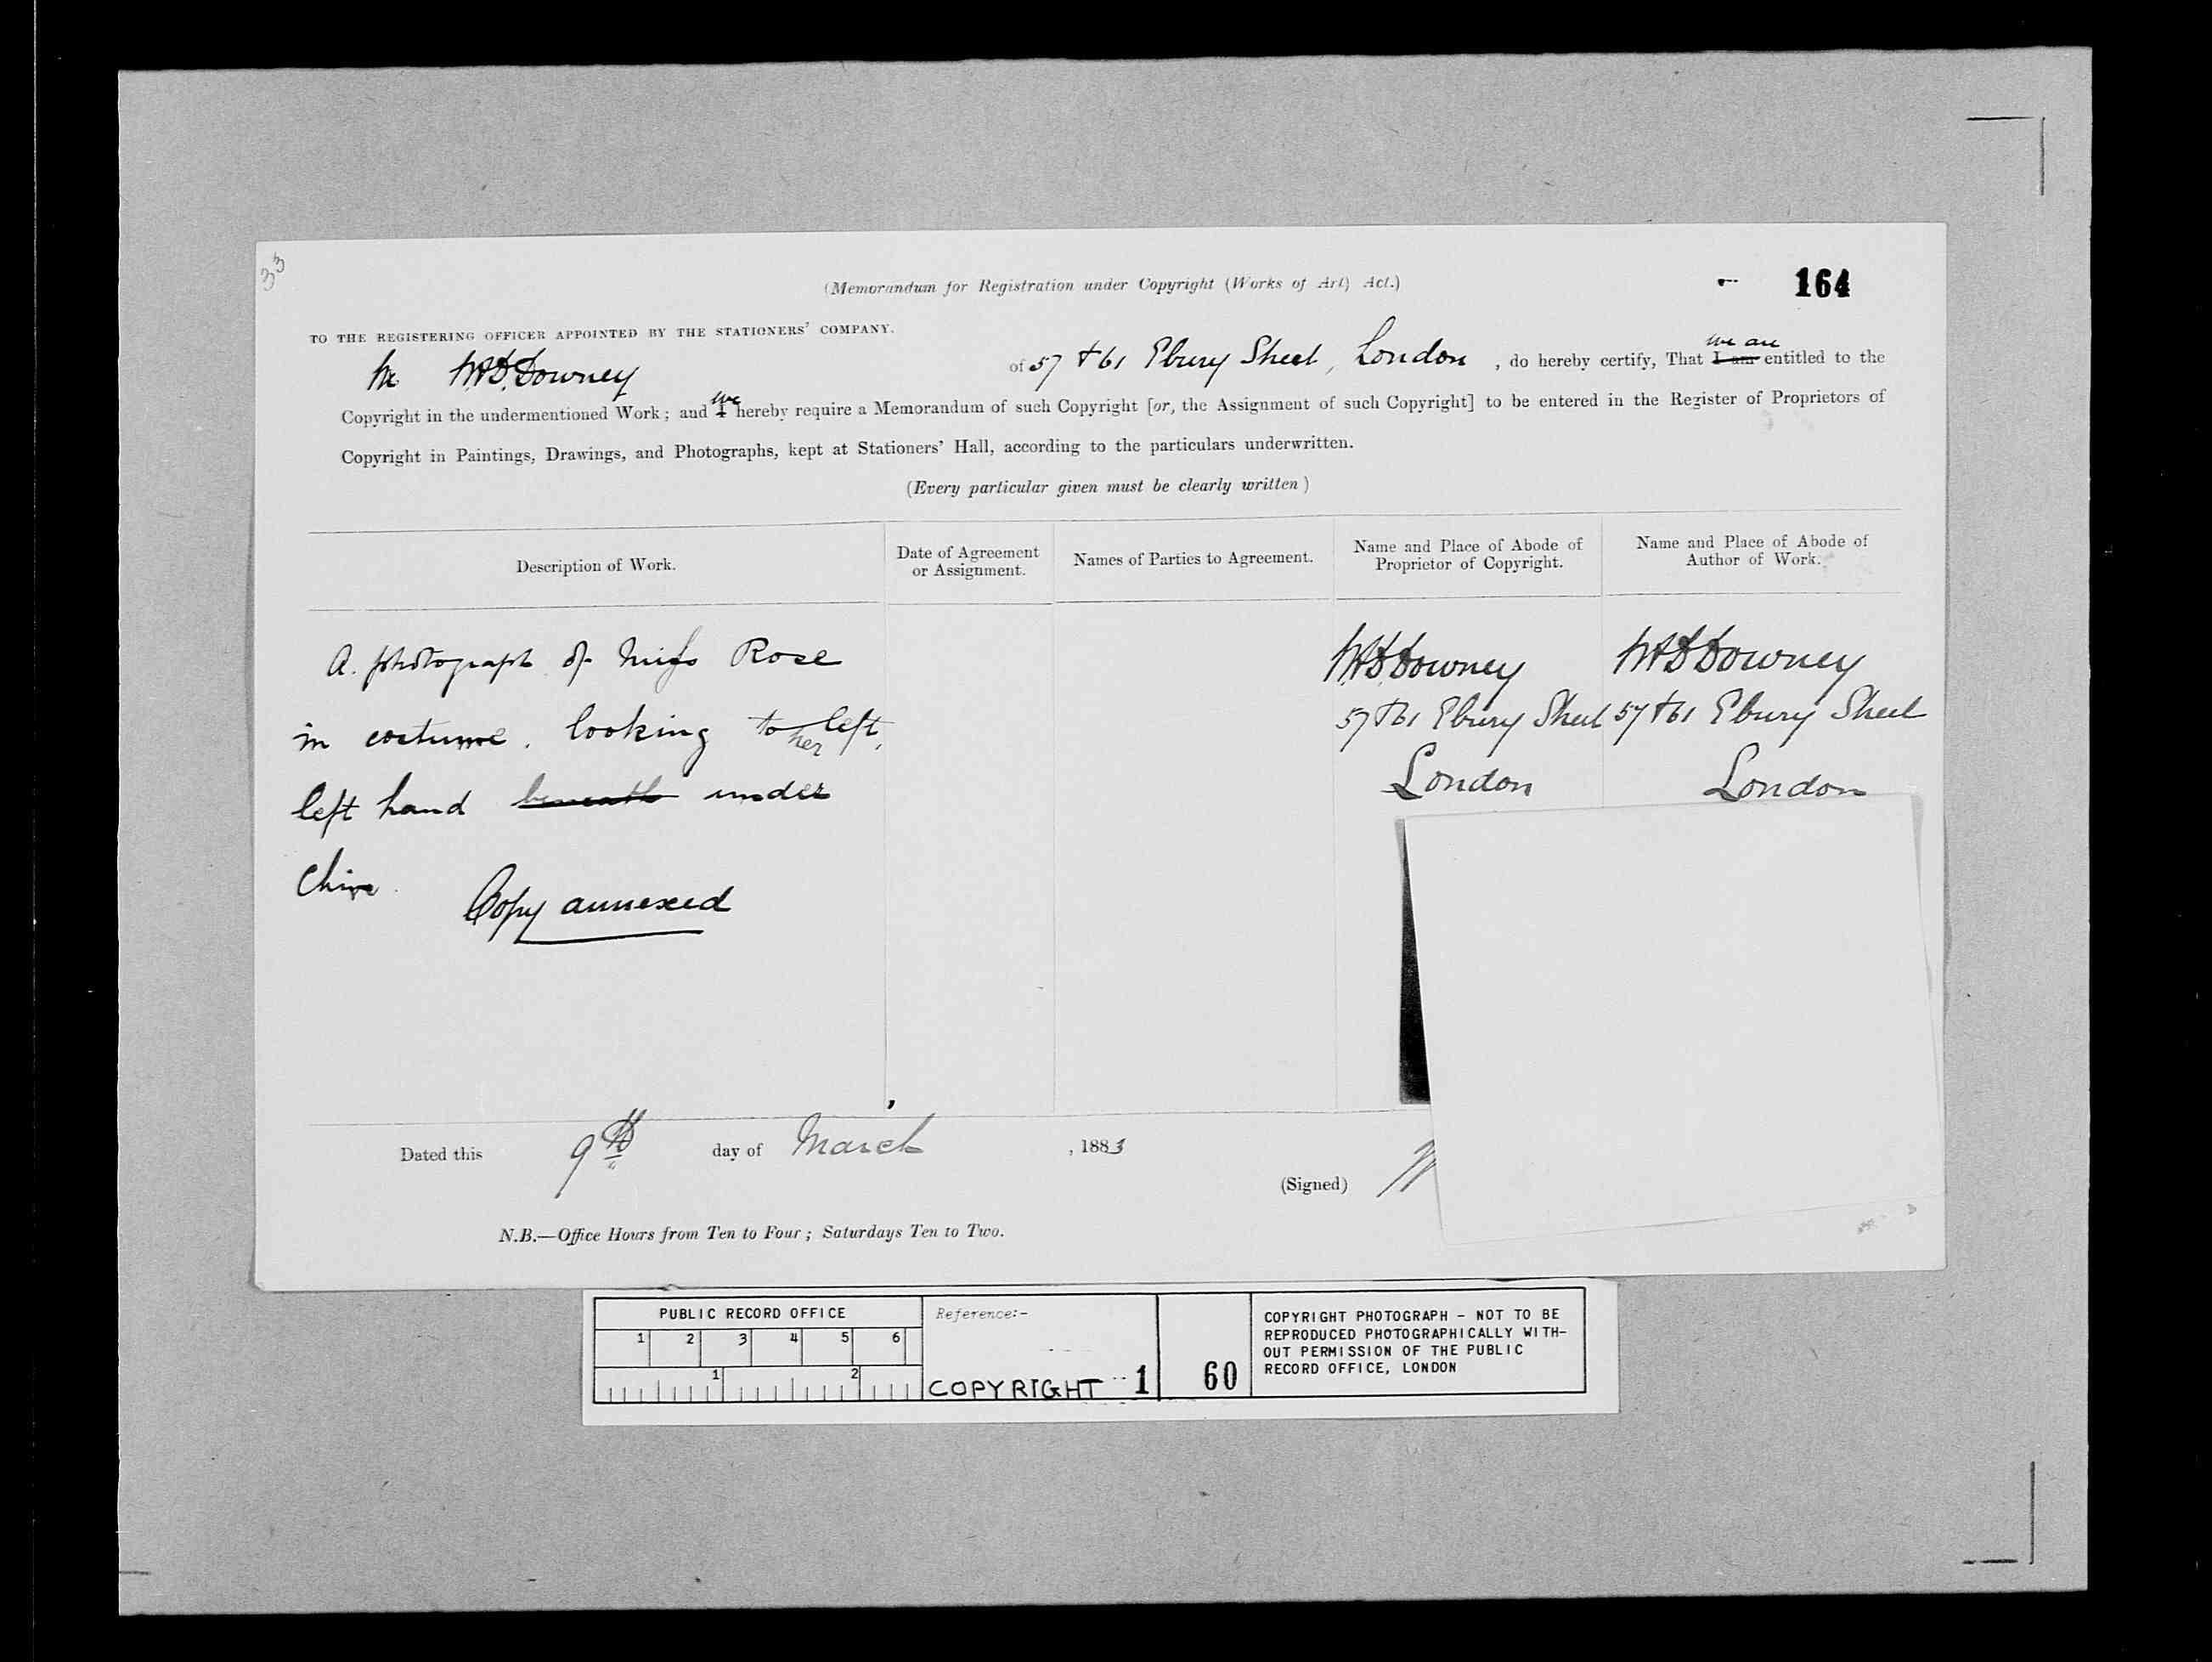 33
(Memorandum for Registration under Copyright (Works of Art) Act.)
164
TO THE REGISTERING OFFICER APPOINTED BY THE STATIONERS' COMPANY.
We W & D Downey of 57 & 61 Ebury Street, London, do hereby certify, That we are I am entitled to the
Copyright in the undermentioned Work; and we I hereby require a Memorandum of such Copyright [or, the Assignment of such Copyright] to be entered in the Register of Proprietors of
Copyright in Paintings, Drawings, and Photographs, kept at Stationers' Hall, according to the particulars underwritten.
(Every particular given must be clearly written)
Description of Work.
Date of Agreement
or Assignment.
Names of Parties to Agreement.
Name and Place of Abode of
Proprietor of Copyright.
Name and Place of Abode of
Author of Work.
A. photograph of Miss Rose
in costume. looking to her left,
left hand beneath under
Chin.
Copy annexed
W & D Downey
57 & 61 Ebury Street
London
W & D Downey
57 & 61 Ebury Street
London
Dated this 9th day of March, 1883
(Signed)
N.B.—Office Hours from Ten to Four; Saturdays Ten to Two.
PUBLIC RECORD OFFICE
1 2 3 4 5 6
1 2
Reference:-
COPYRIGHT 1
60
COPYRIGHT PHOTOGRAPH - NOT TO BE
REPRODUCED PHOTOGRAPHICALLY WITH-
OUT PERMISSION OF THE PUBLIC
RECORD OFFICE, LONDON